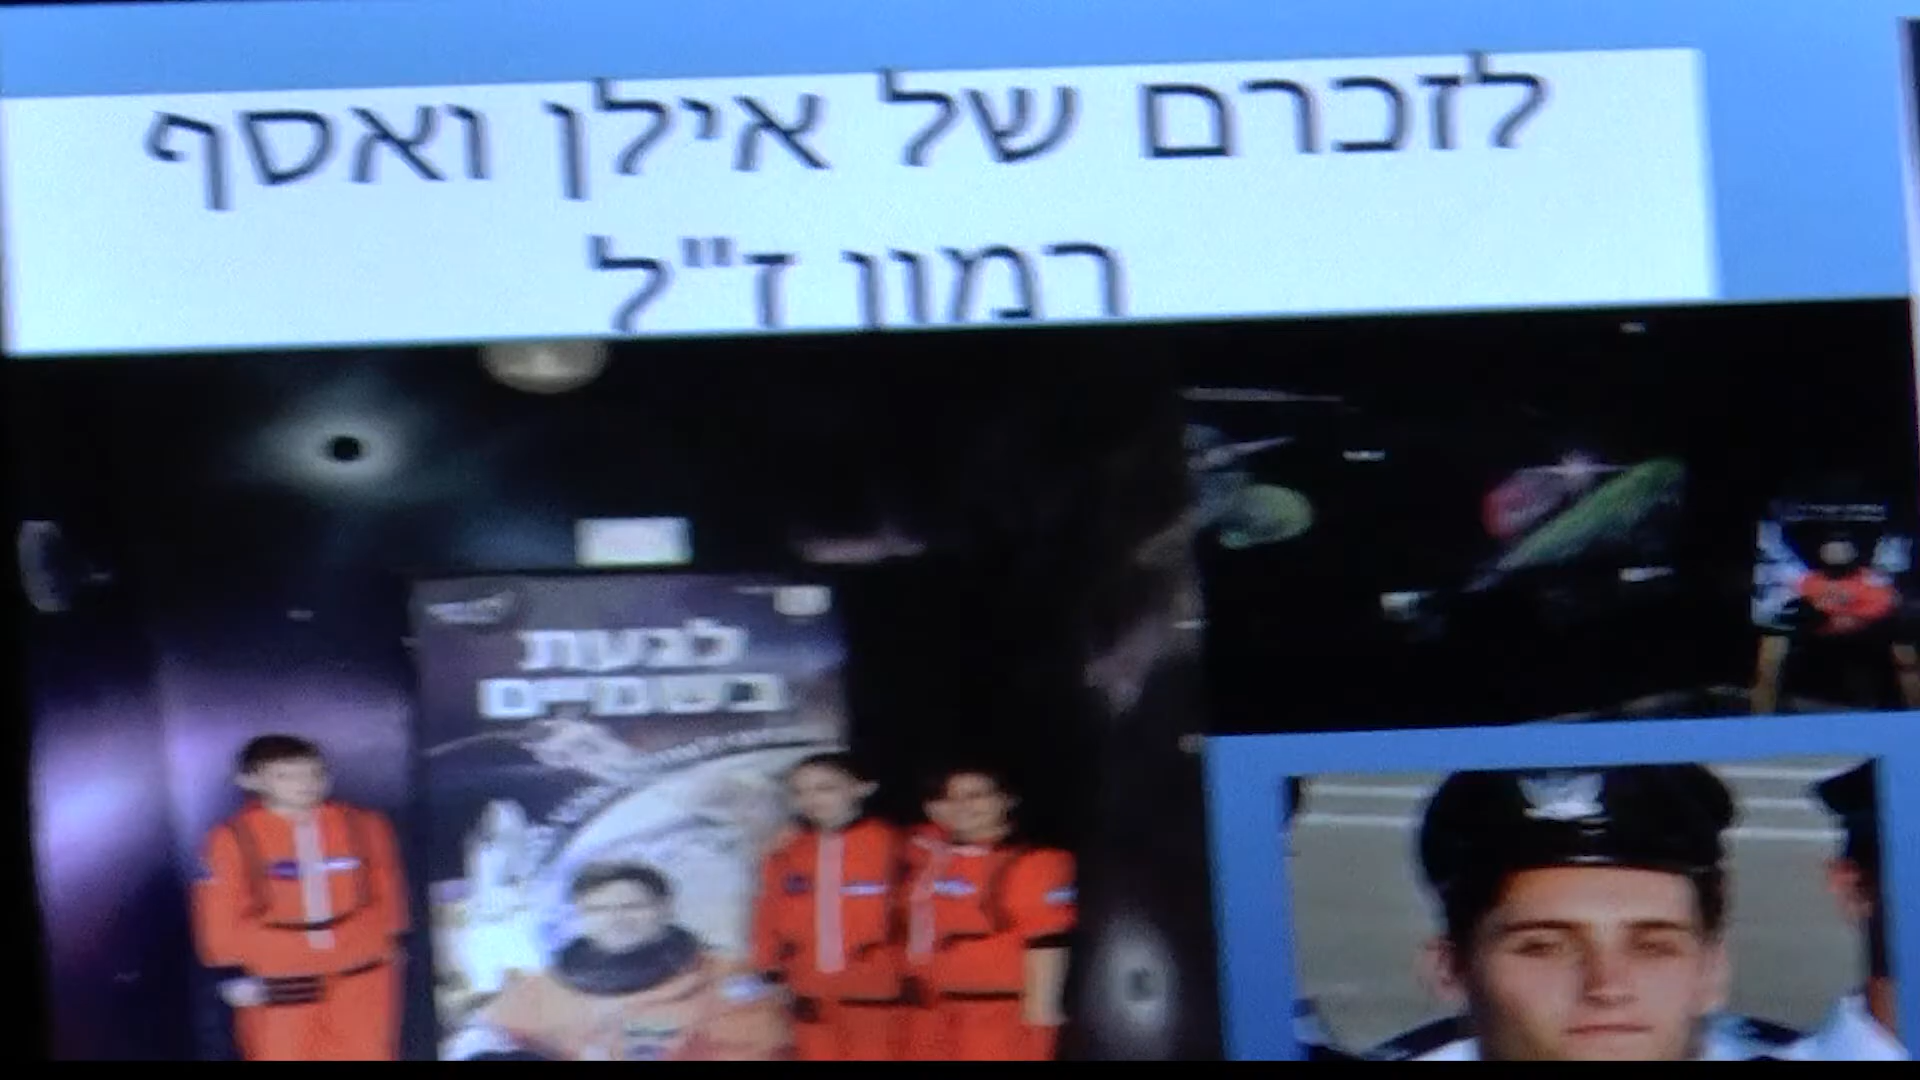 לזכרם של אילן ואסף
רמון ז"ל
לגעת
בשמיים